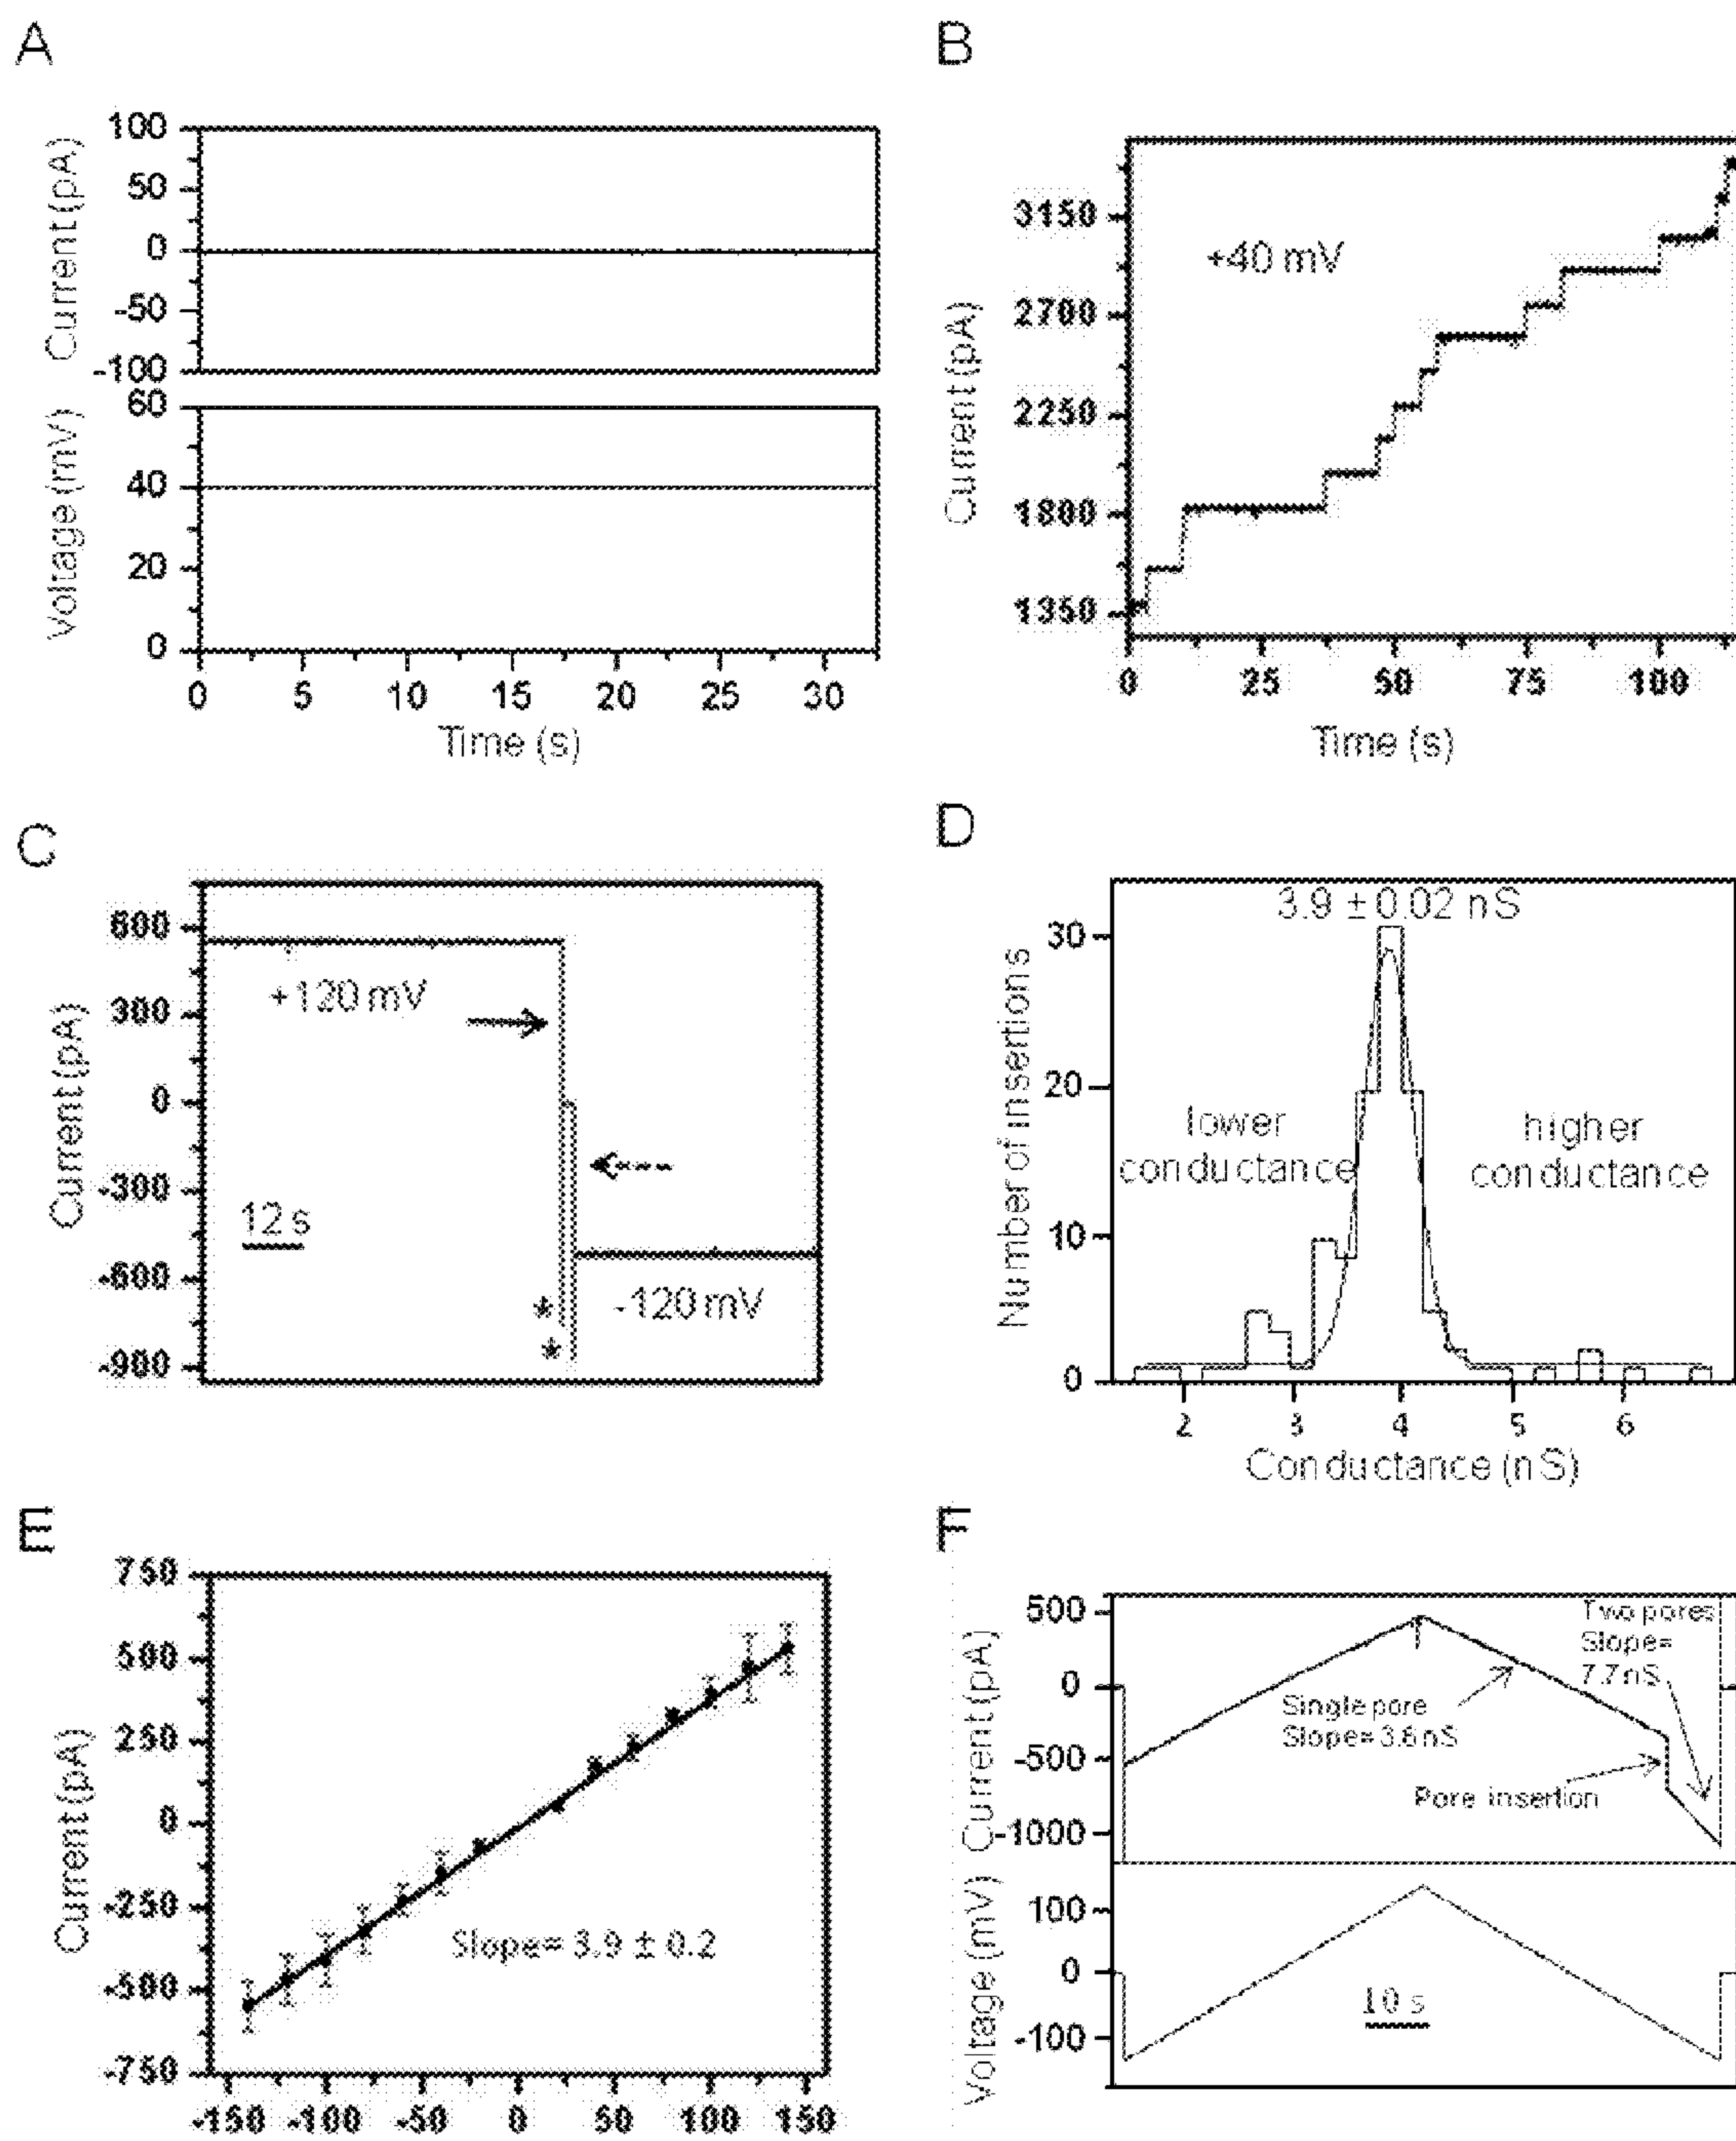 A
100
50
0
-50
-100
Current (pA)
60
40
20
0
Voltage (mV)
0 5 10 15 20 25 30
Time (s)
B
3150
2700
2250
1800
1350
Current (pA)
+40 mV
0 25 50 75 100
Time (s)
C
600
300
0
-300
-600
-900
Current (pA)
+120 mV
12 s
-120 mV
*
*
D
3.9 ± 0.02 nS
30
20
10
0
Number of insertions
lower
conductance
higher
conductance
2 3 4 5 6
Conductance (nS)
E
750
500
250
0
-250
-500
-750
Current (pA)
Slope= 3.9 ± 0.2
-150 -100 -50 0 50 100 150
F
500
0
-500
-1000
Current (pA)
Two pores
Slope=
7.7 nS
Single pore
Slope= 3.6 nS
Pore insertion
100
0
-100
Voltage (mV)
10 s